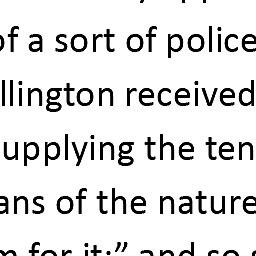 of a sort of police
llington received
upplying the ten
ans of the nature
m for it;” and so